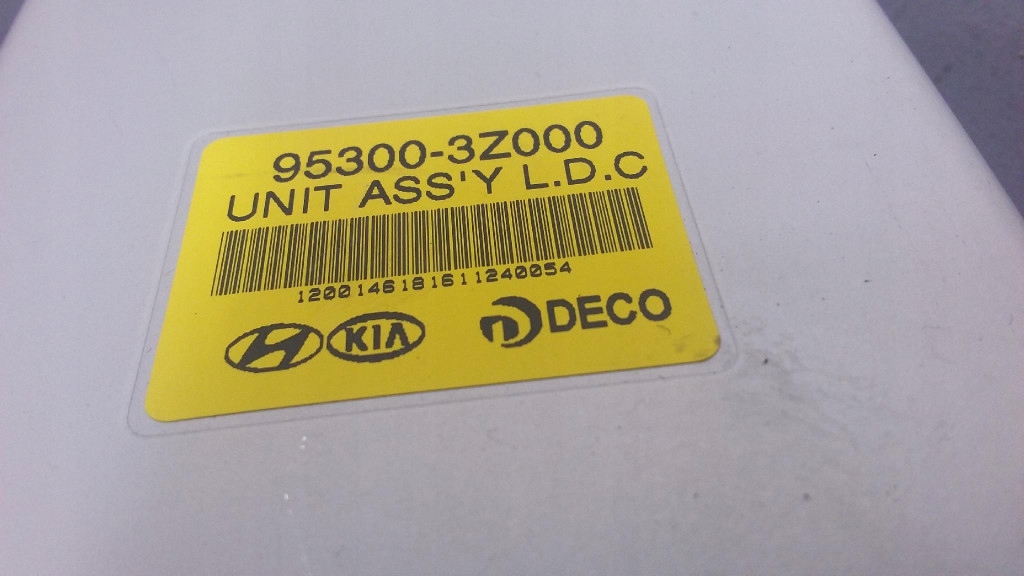 95300-3Z000
UNIT ASS'Y L.D.C
1200146181611240054
KIA DECO